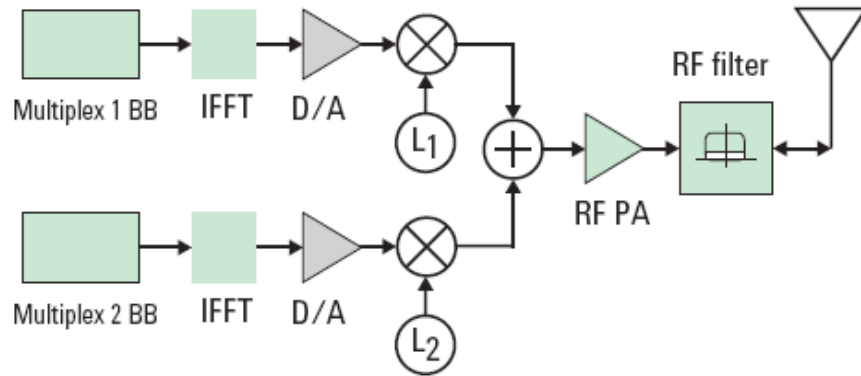 Multiplex 1 BB
IFFT
D/A
L1
RF filter
RF PA
Multiplex 2 BB
IFFT
D/A
L2